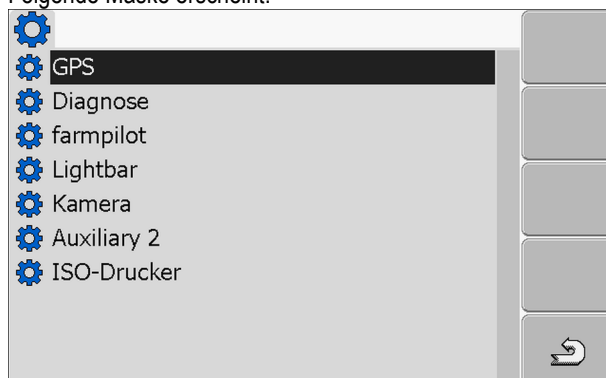 Folgende Maske erscheint:
GPS
Diagnose
farmpilot
Lightbar
Kamera
Auxiliary 2
ISO-Drucker